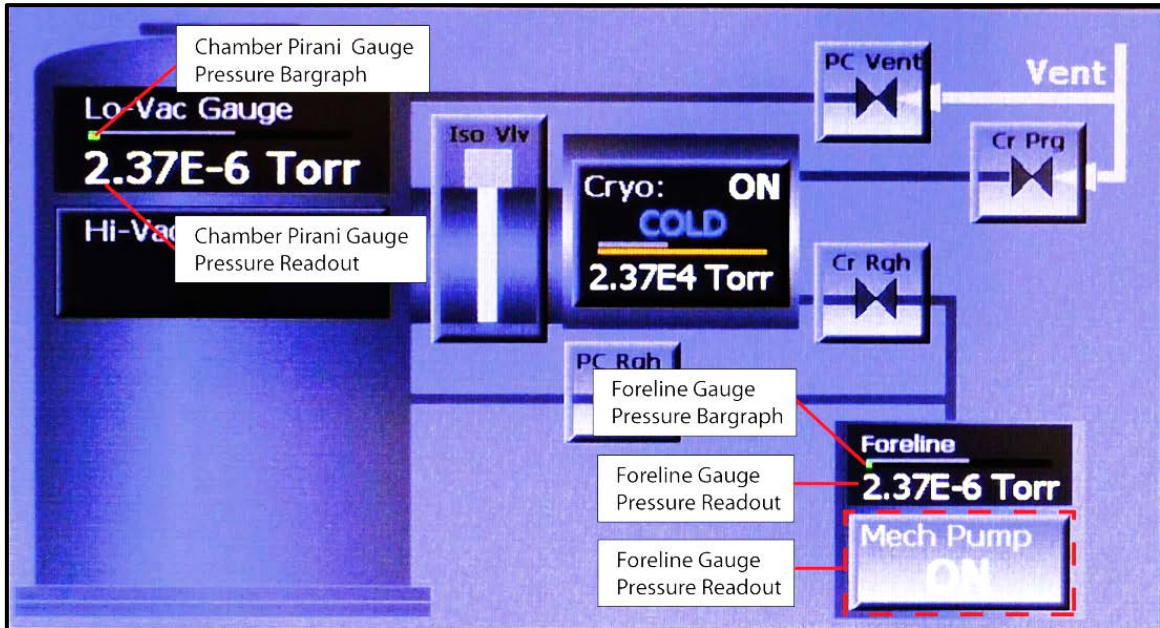 Chamber Pirani Gauge
Pressure Bargraph
Lo-Vac Gauge
2.37E-6 Torr
Hi-Vac
Chamber Pirani Gauge
Pressure Readout
Iso Vlv
Cryo: ON
COLD
2.37E4 Torr
PC Vent
Vent
Cr Prg
Cr Rgh
PC Rgh
Foreline Gauge
Pressure Bargraph
Foreline
2.37E-6 Torr
Foreline Gauge
Pressure Readout
Mech Pump
ON
Foreline Gauge
Pressure Readout